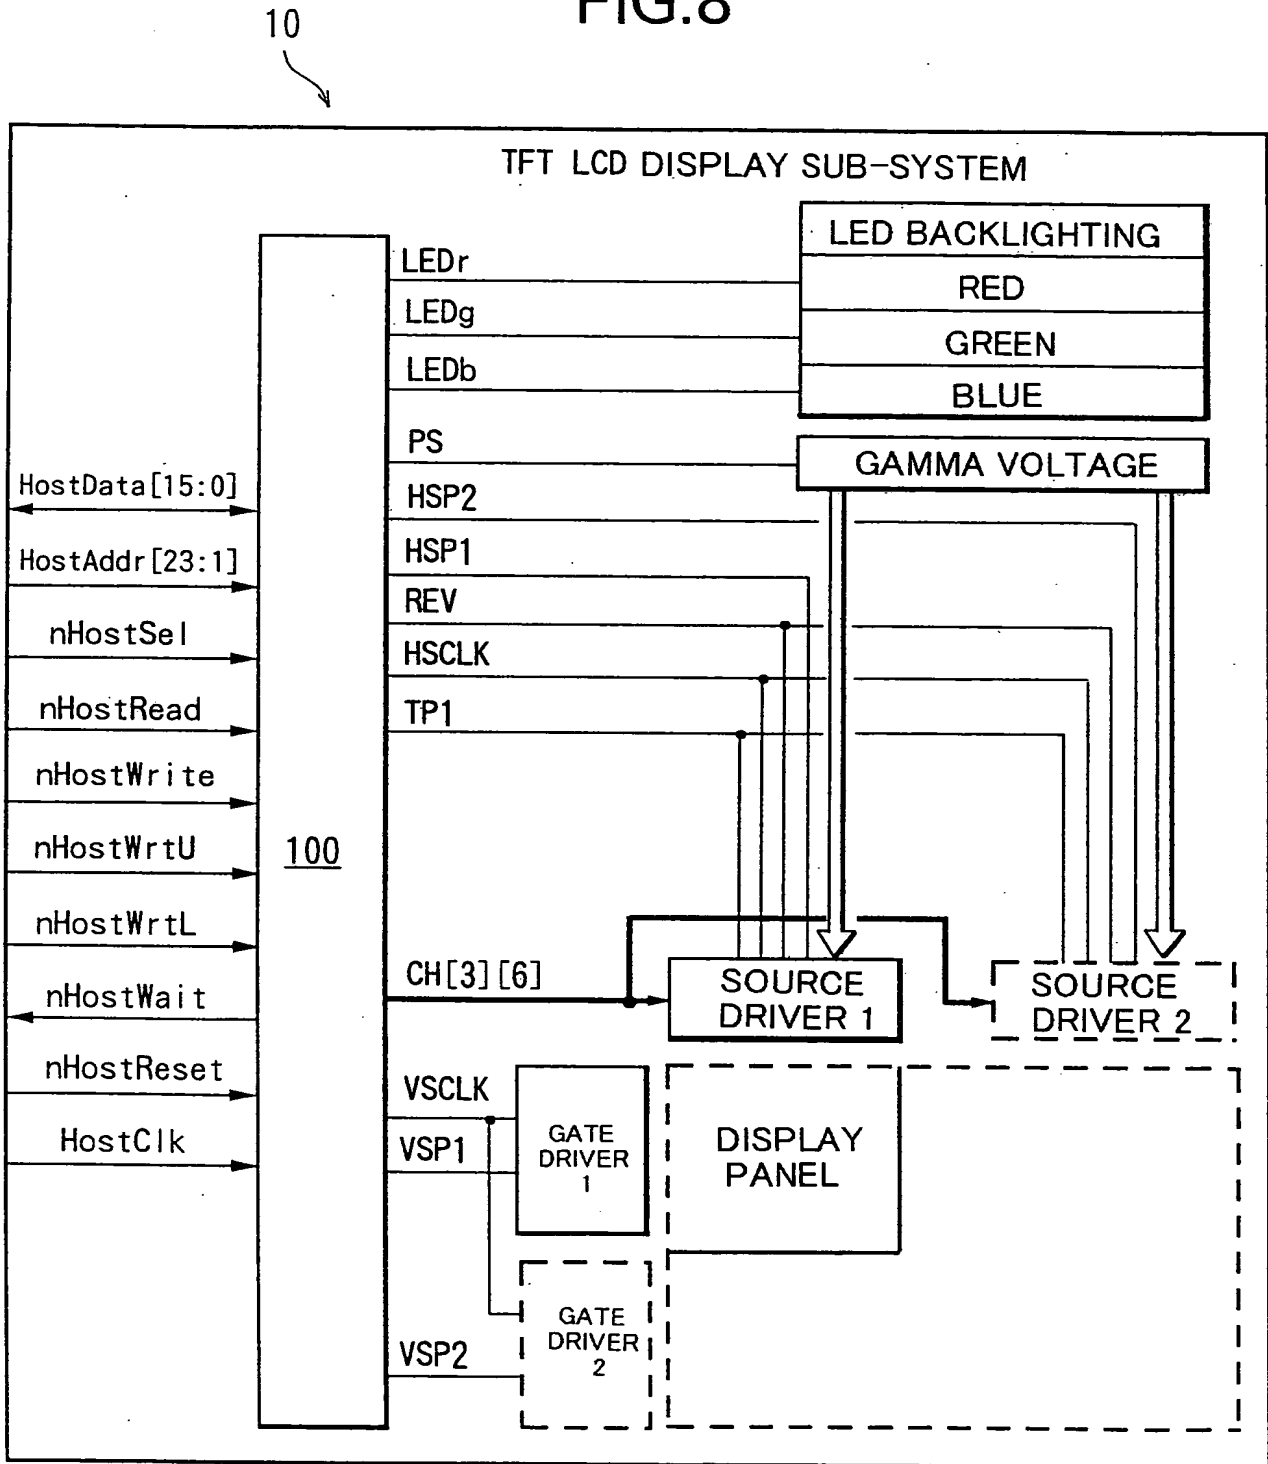 FIG.8
10
TFT LCD DISPLAY SUB-SYSTEM
LED BACKLIGHTING
RED
GREEN
BLUE
GAMMA VOLTAGE
LEDr
LEDg
LEDb
PS
HSP2
HSP1
REV
HSCLK
TP1
HostData[15:0]
HostAddr[23:1]
nHostSel
nHostRead
nHostWrite
nHostWrtU
nHostWrtL
nHostWait
nHostReset
HostClk
100
CH[3][6]
SOURCE
DRIVER 1
SOURCE
DRIVER 2
VSCLK
VSP1
GATE
DRIVER
1
DISPLAY
PANEL
GATE
DRIVER
2
VSP2